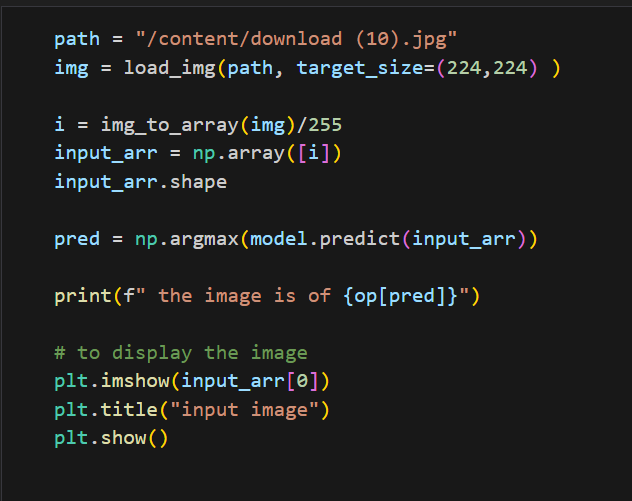 path = "/content/download (10).jpg"
img = load_img(path, target_size=(224,224) )
i = img_to_array(img)/255
input_arr = np.array([i])
input_arr.shape
pred = np.argmax(model.predict(input_arr))
print(f" the image is of {op[pred]}")
# to display the image
plt.imshow(input_arr[0])
plt.title("input image")
plt.show()